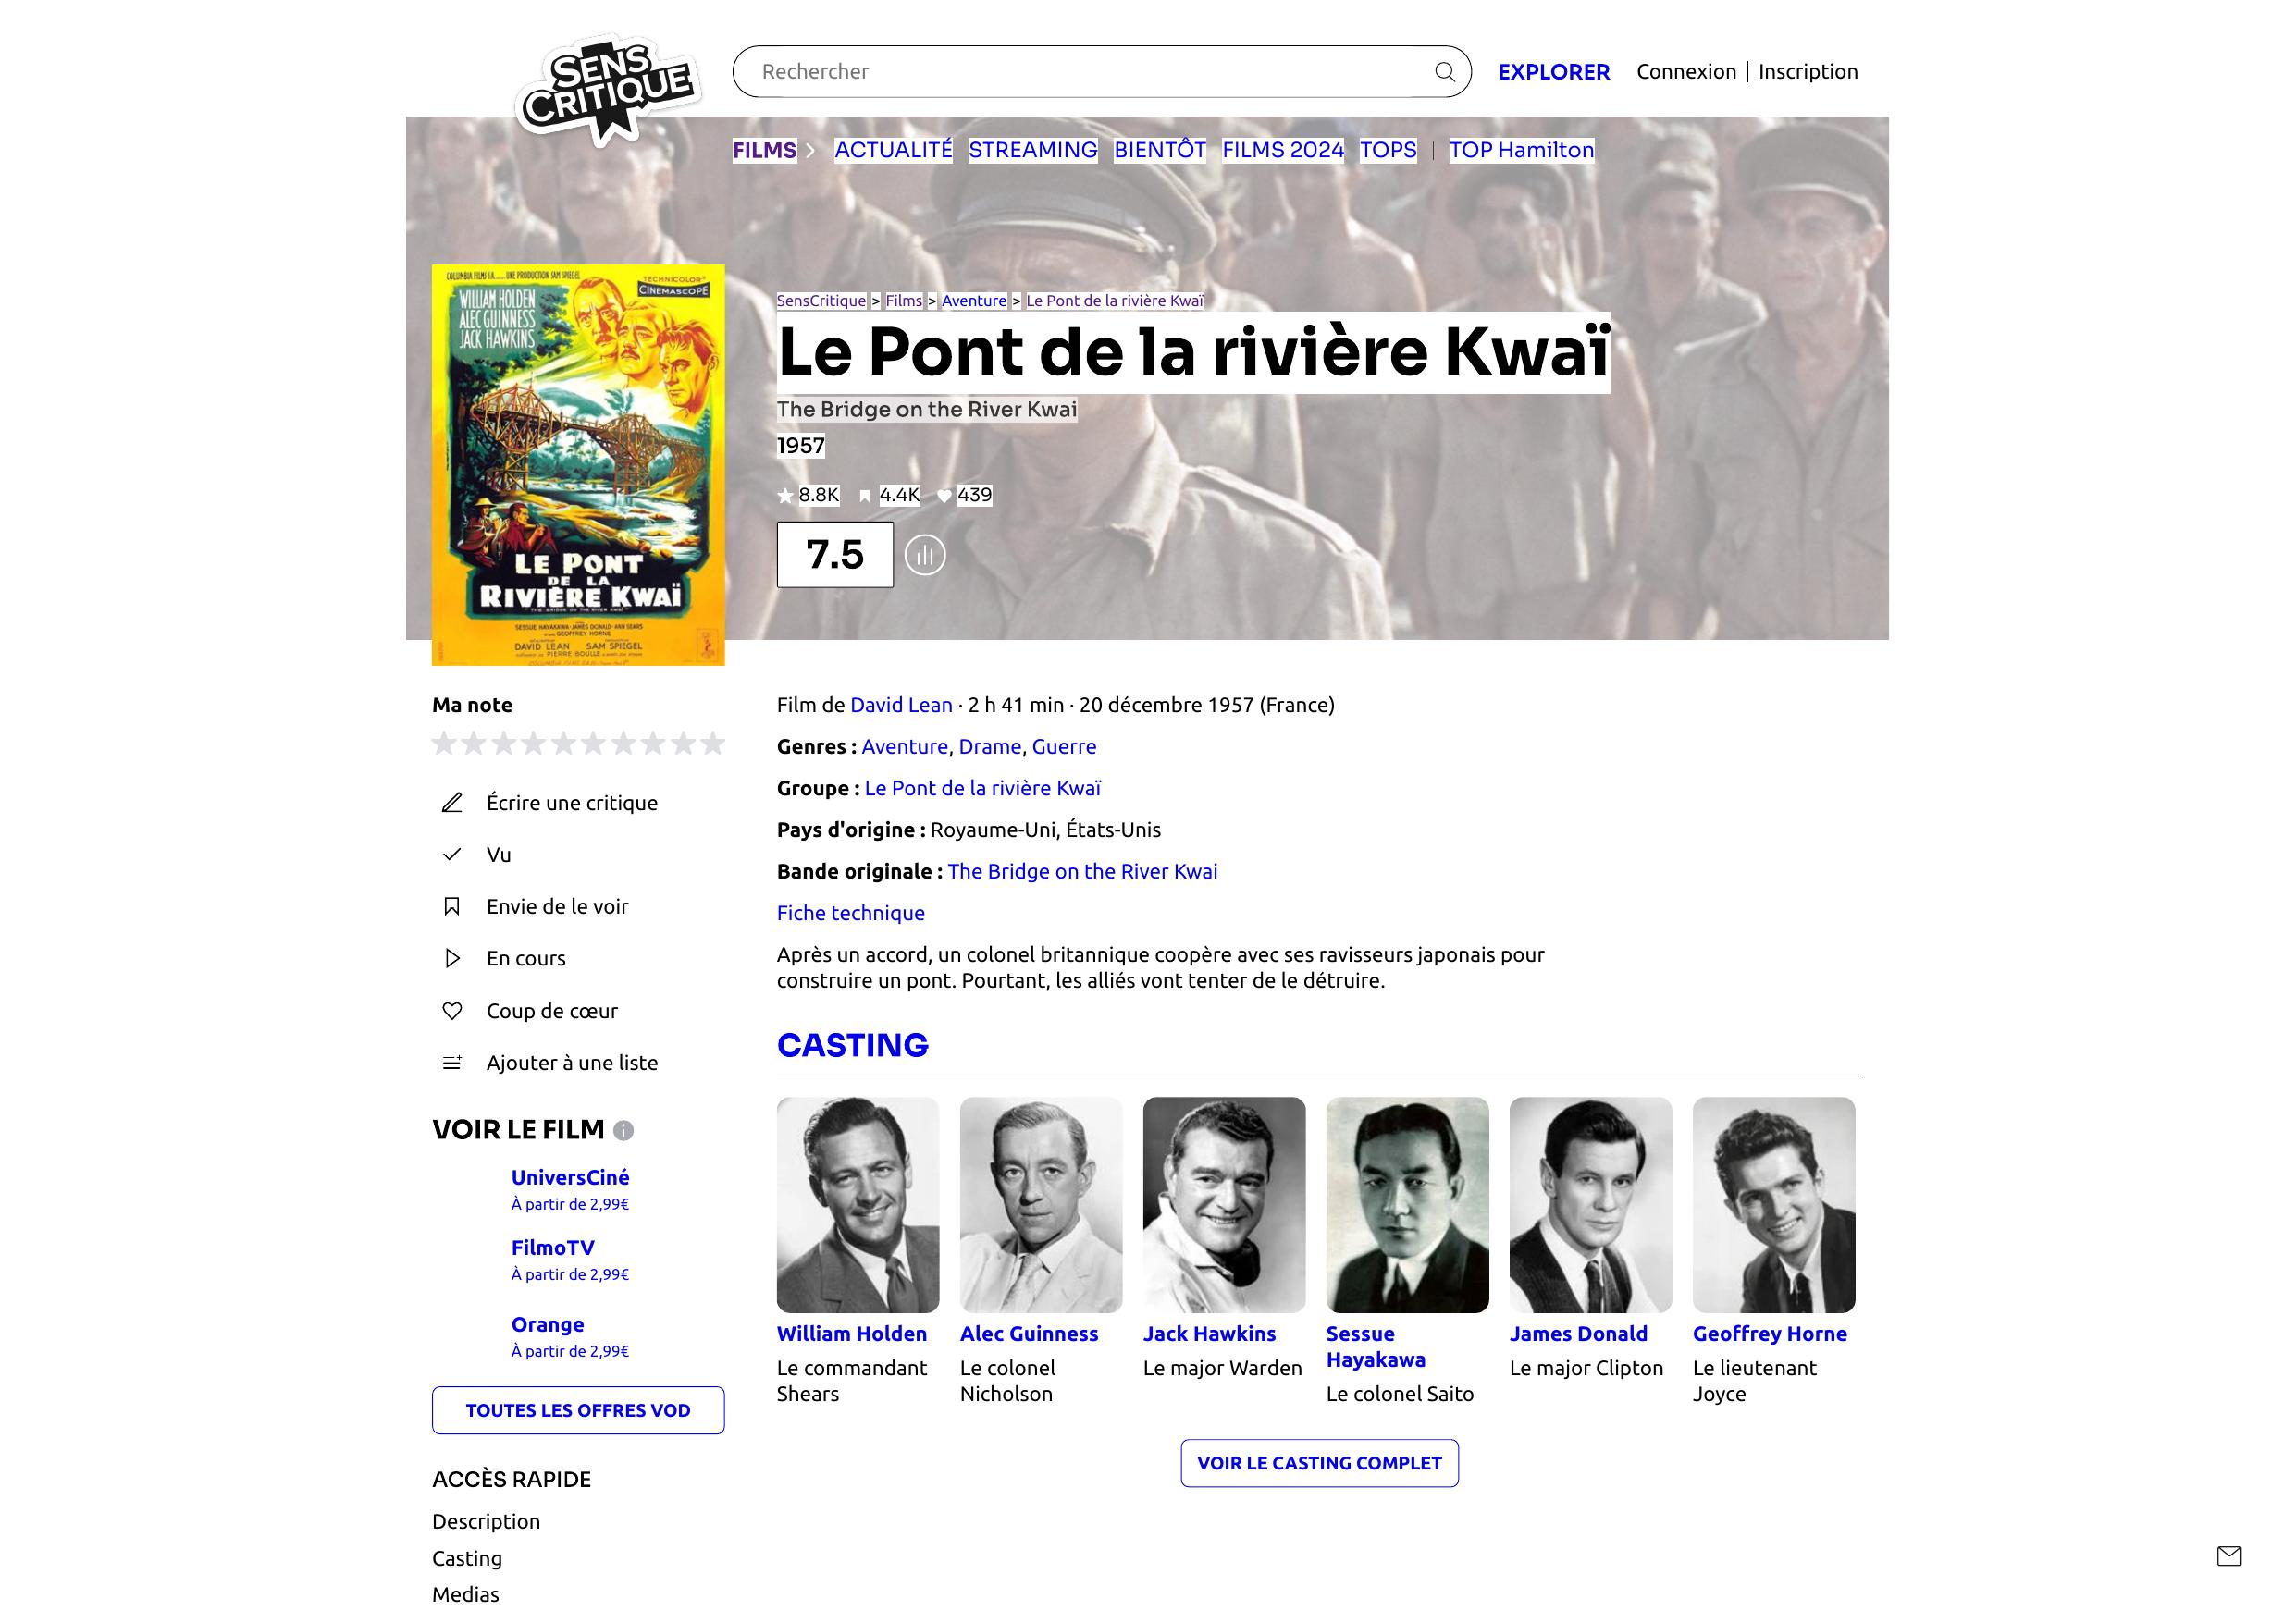 SENS
CRITIQUE
Rechercher
EXPLORER
Connexion | Inscription
FILMS
ACTUALITÉ STREAMING BIENTÔT FILMS 2024 TOPS | TOP Hamilton
COLUMBIA FILMS S.A. ...... UNE PRODUCTION SAM SPIEGEL
TECHNICOLOR
CINEMASCOPE
WILLIAM HOLDEN
ALEC GUINNESS
JACK HAWKINS
LE PONT
DE LA
RIVIÈRE KWAÏ
"THE BRIDGE ON THE RIVER KWAI"
SESSUE HAYAKAWA · JAMES DONALD · ANN SEARS
GEOFFREY HORNE
DAVID LEAN SAM SPIEGEL
PIERRE BOULLE
SensCritique > Films > Aventure > Le Pont de la rivière Kwaï
Le Pont de la rivière Kwaï
The Bridge on the River Kwai
1957
8.8K 4.4K 439
7.5
Ma note
Écrire une critique
Vu
Envie de le voir
En cours
Coup de cœur
Ajouter à une liste
VOIR LE FILM
UniversCiné
À partir de 2,99€
FilmoTV
À partir de 2,99€
Orange
À partir de 2,99€
TOUTES LES OFFRES VOD
ACCÈS RAPIDE
Description
Casting
Medias
Film de David Lean · 2 h 41 min · 20 décembre 1957 (France)
Genres : Aventure, Drame, Guerre
Groupe : Le Pont de la rivière Kwaï
Pays d'origine : Royaume-Uni, États-Unis
Bande originale : The Bridge on the River Kwai
Fiche technique
Après un accord, un colonel britannique coopère avec ses ravisseurs japonais pour
construire un pont. Pourtant, les alliés vont tenter de le détruire.
CASTING
William Holden
Le commandant
Shears
Alec Guinness
Le colonel
Nicholson
Jack Hawkins
Le major Warden
Sessue
Hayakawa
Le colonel Saito
James Donald
Le major Clipton
Geoffrey Horne
Le lieutenant
Joyce
VOIR LE CASTING COMPLET